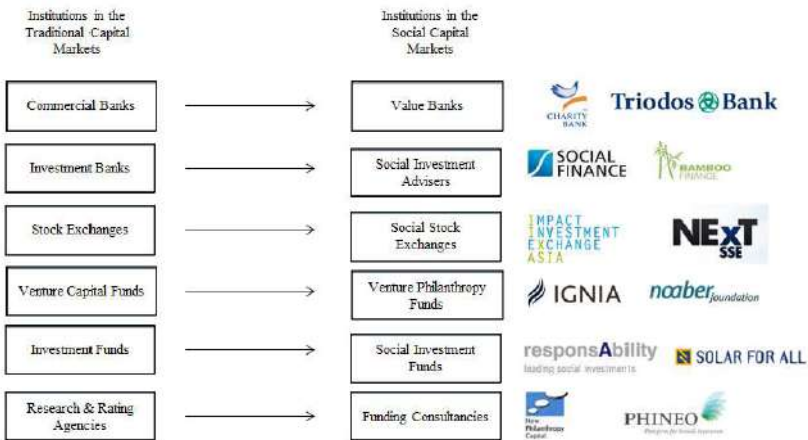 Institutions in the
Traditional Capital
Markets
Institutions in the
Social Capital
Markets
Commercial Banks
Value Banks
CHARITY
BANK
Triodos Bank
Investment Banks
Social Investment
Advisers
SOCIAL
FINANCE
BAMBOO
FINANCE
Stock Exchanges
Social Stock
Exchanges
IMPACT
INVESTMENT
EXCHANGE
ASIA
NExT
SSE
Venture Capital Funds
Venture Philanthropy
Funds
IGNIA
noaber foundation
Investment Funds
Social Investment
Funds
responsAbility
leading social investments
SOLAR FOR ALL
Research & Rating
Agencies
Funding Consultancies
New
Philanthropy
Capital
PHINEO